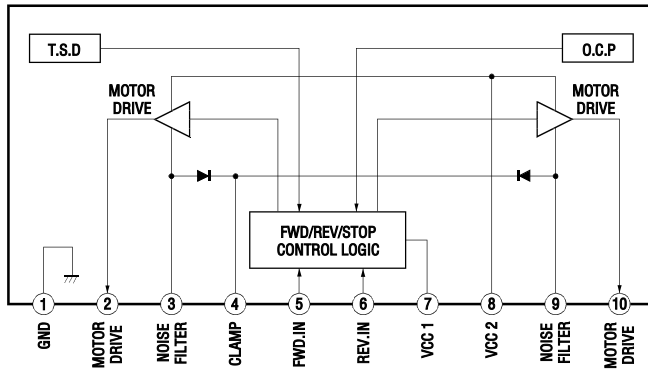 T.S.D
O.C.P
MOTOR
DRIVE
MOTOR
DRIVE
FWD/REV/STOP
CONTROL LOGIC
1
2
3
4
5
6
7
8
9
10
GND
MOTOR
DRIVE
NOISE
FILTER
CLAMP
FWD.IN
REV.IN
VCC 1
VCC 2
NOISE
FILTER
MOTOR
DRIVE